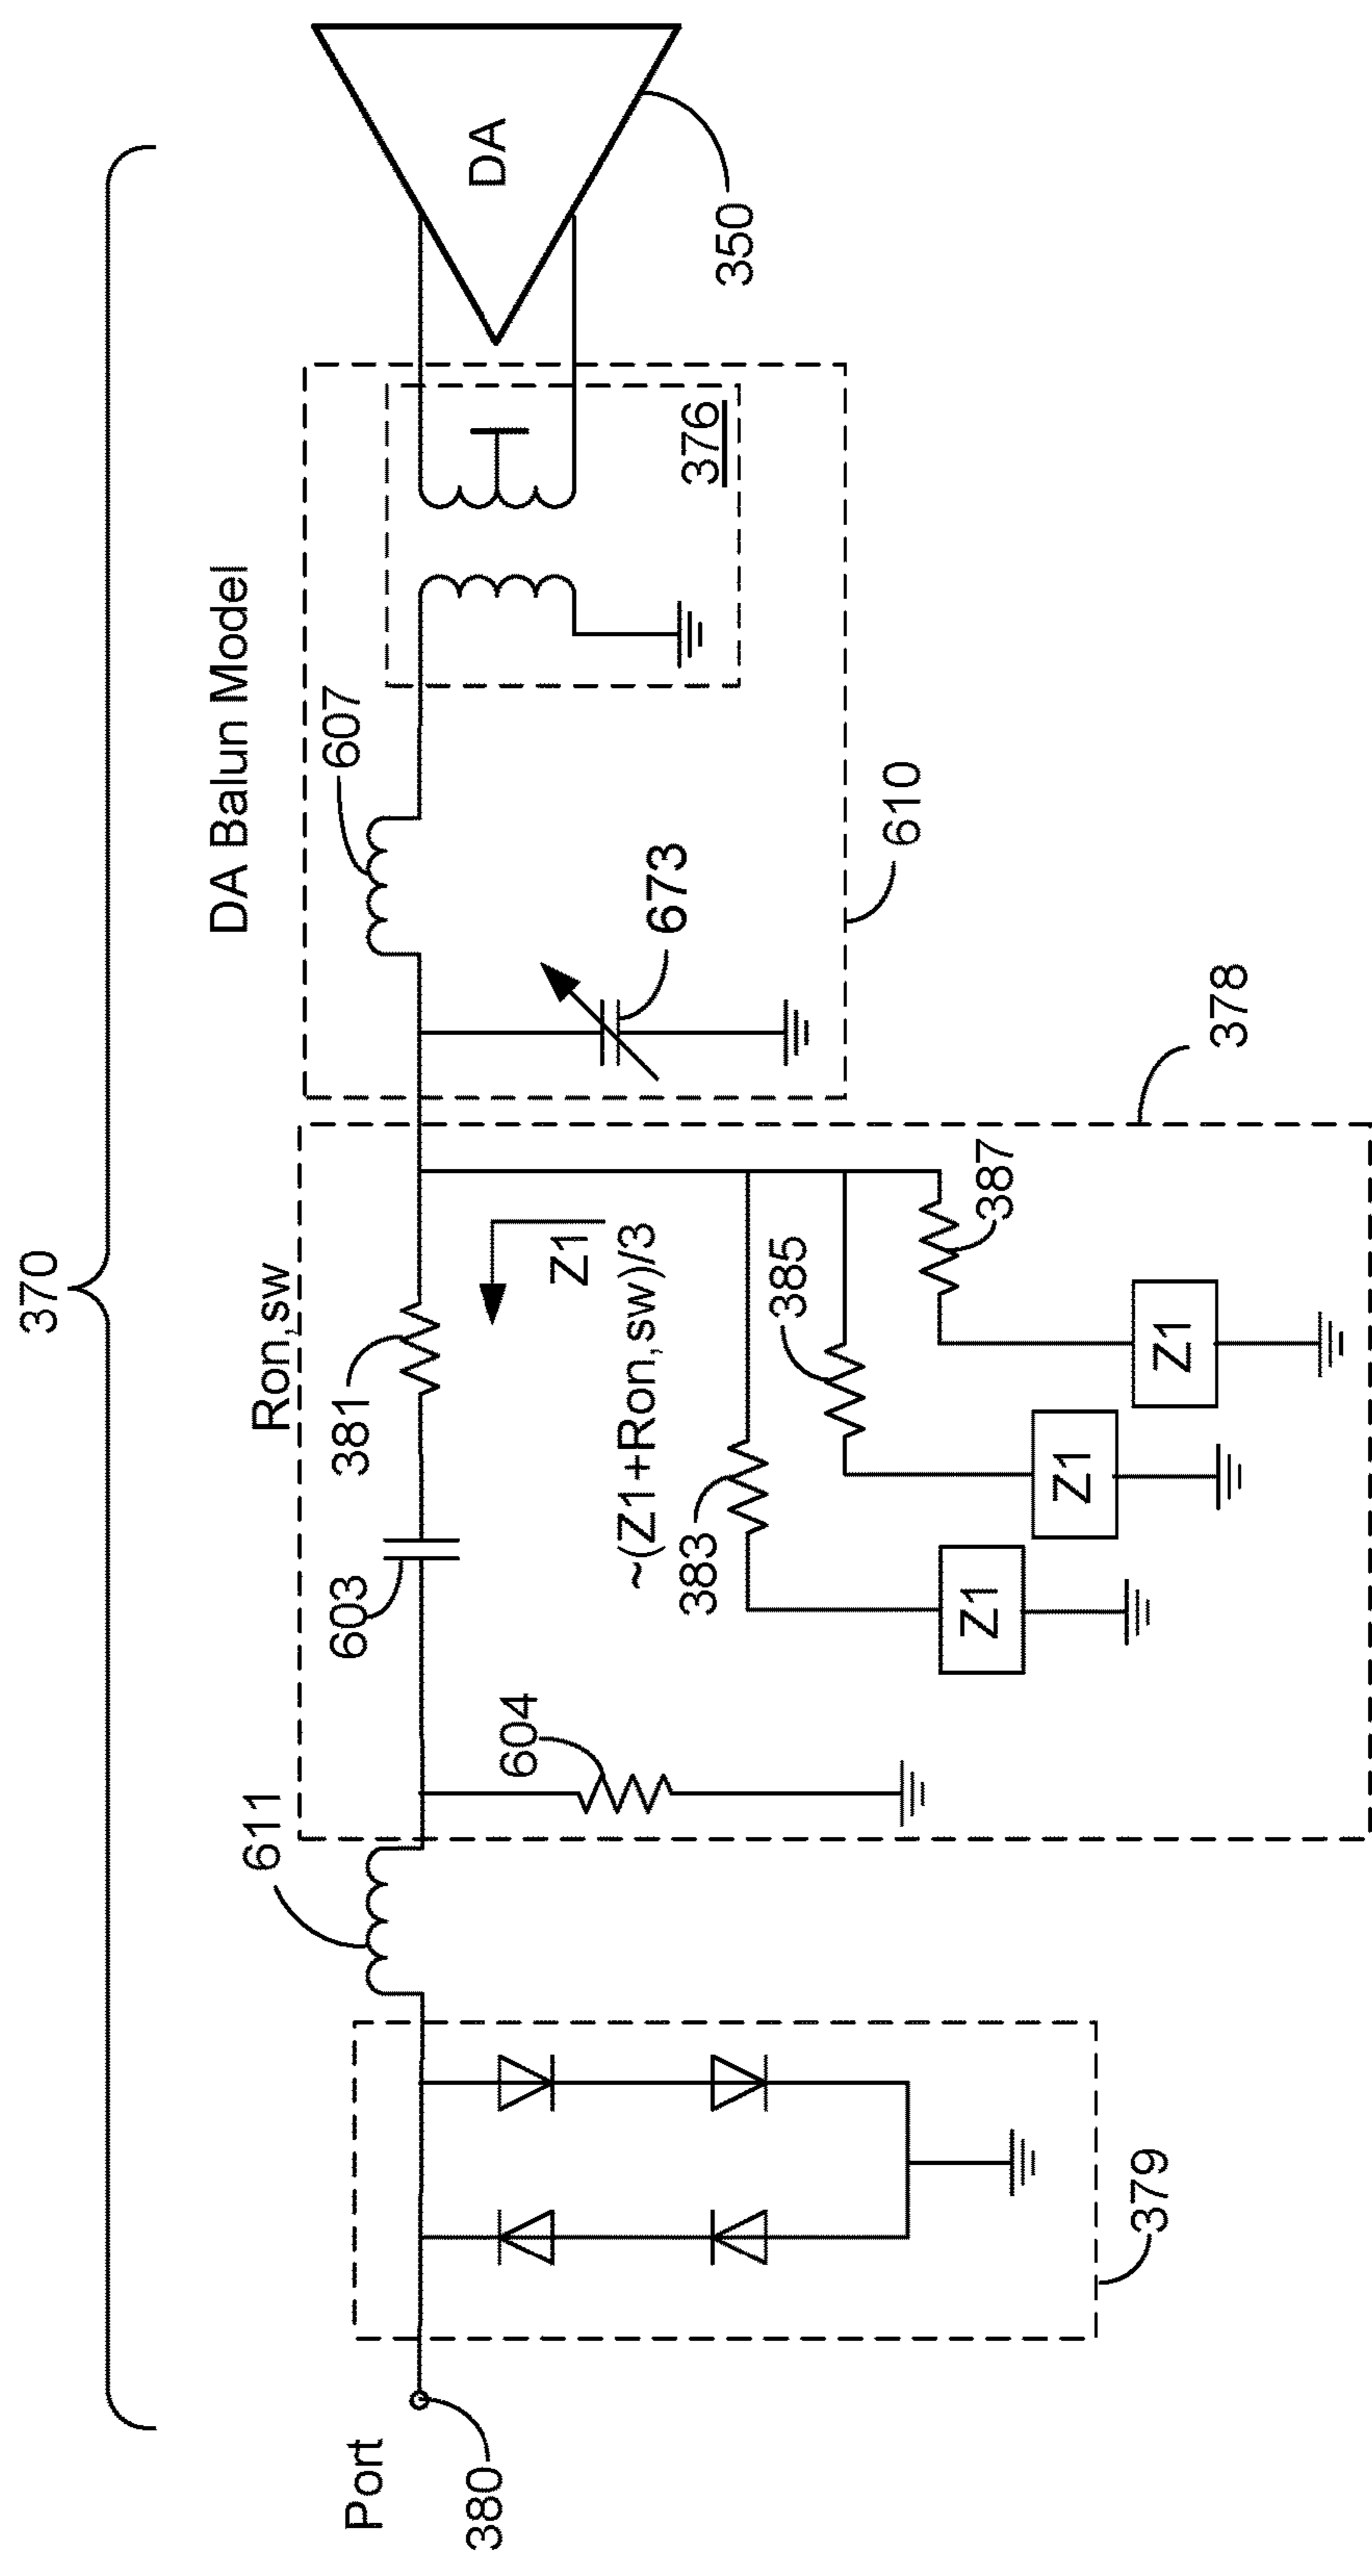 370
DA Balun Model
Ron,sw
Port
380
379
611
604
603
381
Z1
~(Z1+Ron,sw)/3
383
385
387
Z1
Z1
Z1
378
607
673
610
376
DA
350